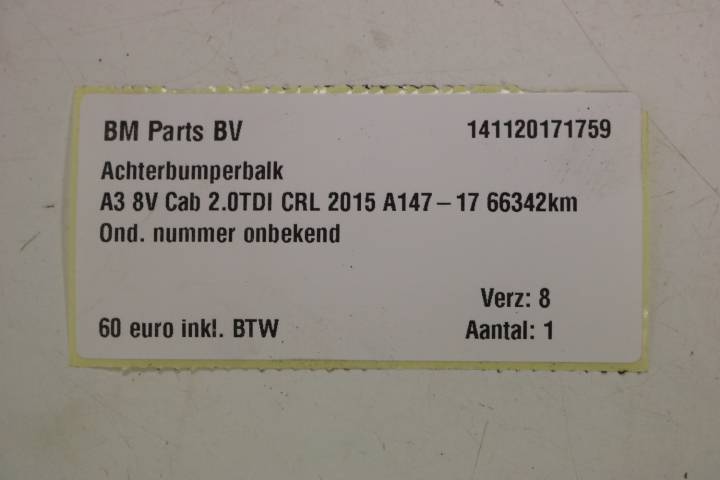 BM Parts BV 141120171759
Achterbumperbalk
A3 8V Cab 2.0TDI CRL 2015 A147-17 66342km
Ond. nummer onbekend
Verz: 8
60 euro inkl. BTW Aantal: 1